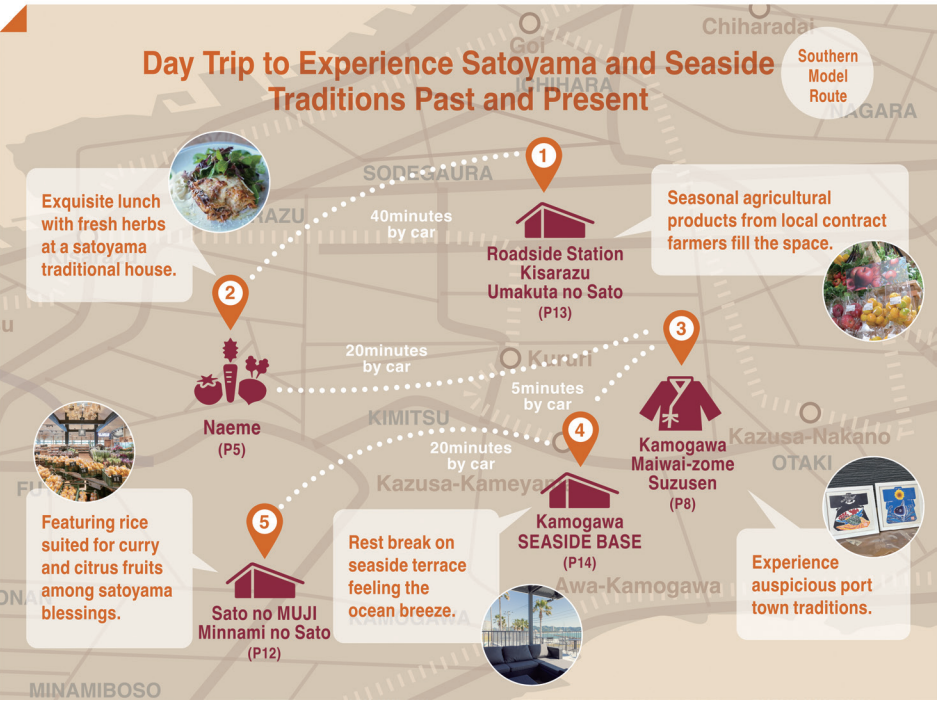 Day Trip to Experience Satoyama and Seaside
Traditions Past and Present
Southern
Model
Route
Chiharadai
Goi
ICHIHARA
NAGARA
SODEGAURA
1
Roadside Station
Kisarazu
Umakuta no Sato
(P13)
Seasonal agricultural
products from local contract
farmers fill the space.
40minutes
by car
Exquisite lunch
with fresh herbs
at a satoyama
traditional house.
2
Naeme
(P5)
20minutes
by car
Kururi
3
Kamogawa
Maiwai-zome
Suzusen
(P8)
Experience
auspicious port
town traditions.
5minutes
by car
KIMITSU
Kazusa-Nakano
OTAKI
4
Kamogawa
SEASIDE BASE
(P14)
Rest break on
seaside terrace
feeling the
ocean breeze.
20minutes
by car
5
Sato no MUJI
Minnami no Sato
(P12)
Featuring rice
suited for curry
and citrus fruits
among satoyama
blessings.
Awa-Kamogawa
KAMOGAWA
MINAMIBOSO